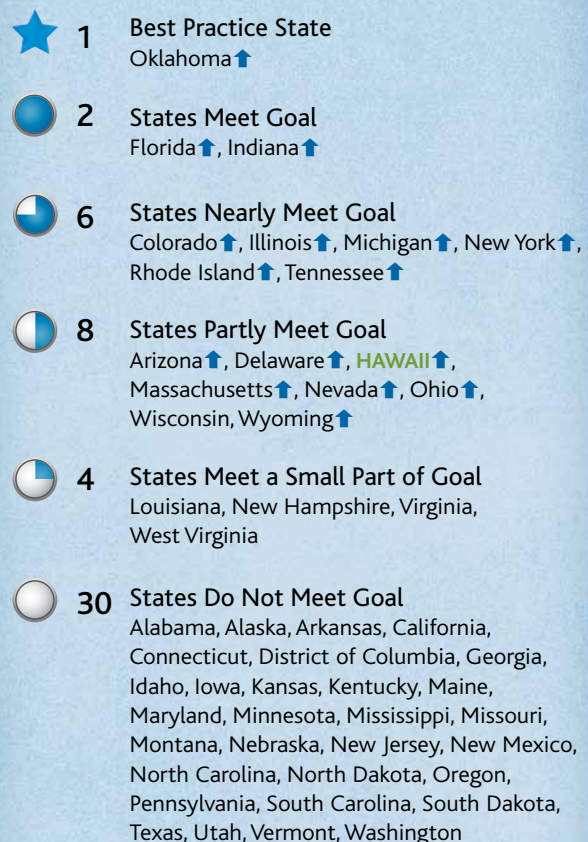 1 Best Practice State
Oklahoma⬆
2 States Meet Goal
Florida⬆, Indiana⬆
6 States Nearly Meet Goal
Colorado⬆, Illinois⬆, Michigan⬆, New York⬆,
Rhode Island⬆, Tennessee⬆
8 States Partly Meet Goal
Arizona⬆, Delaware⬆, HAWAII⬆,
Massachusetts⬆, Nevada⬆, Ohio⬆,
Wisconsin, Wyoming⬆
4 States Meet a Small Part of Goal
Louisiana, New Hampshire, Virginia,
West Virginia
30 States Do Not Meet Goal
Alabama, Alaska, Arkansas, California,
Connecticut, District of Columbia, Georgia,
Idaho, Iowa, Kansas, Kentucky, Maine,
Maryland, Minnesota, Mississippi, Missouri,
Montana, Nebraska, New Jersey, New Mexico,
North Carolina, North Dakota, Oregon,
Pennsylvania, South Carolina, South Dakota,
Texas, Utah, Vermont, Washington